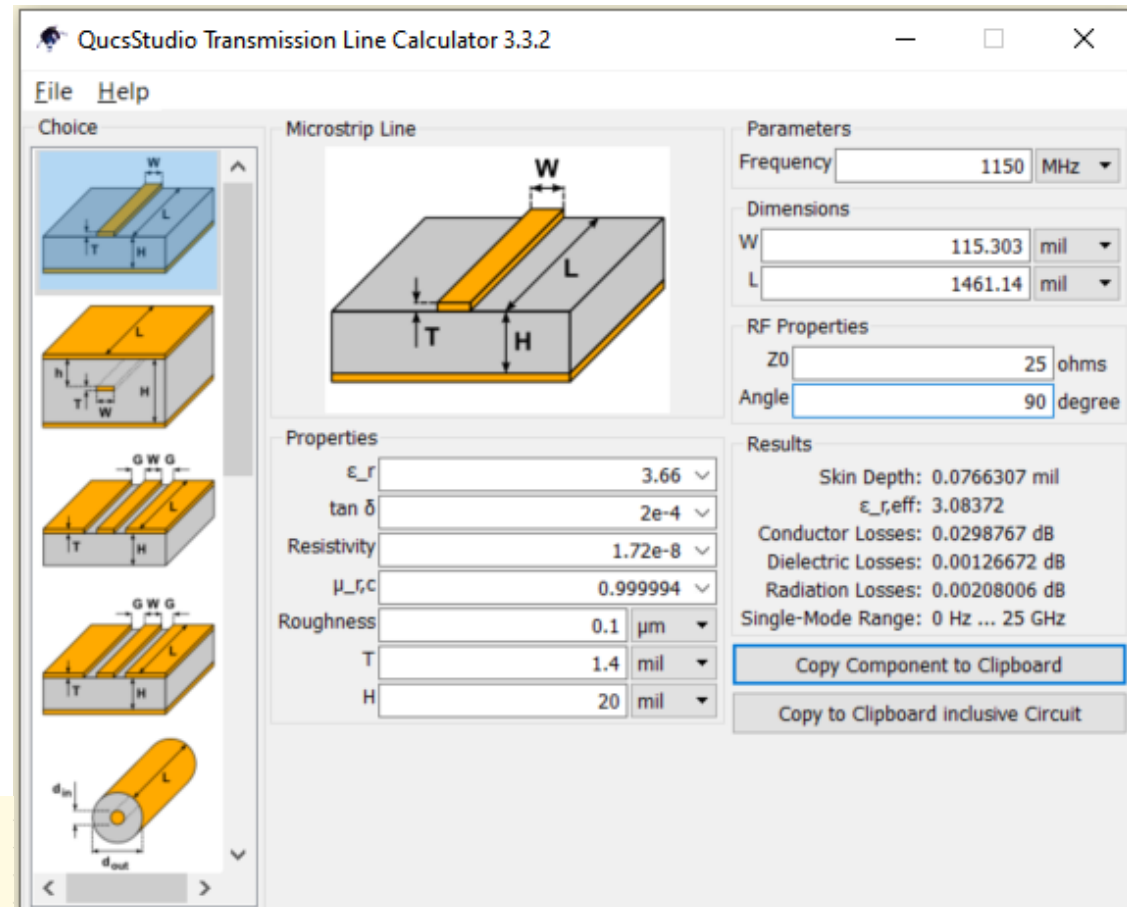 QucsStudio Transmission Line Calculator 3.3.2
File Help
Choice
W
L
T
H
L
h
T
W
H
G W G
L
T
H
G W G
L
T
H
L
d in
d out
Microstrip Line
W
L
T
H
Properties
ε_r 3.66
tan δ 2e-4
Resistivity 1.72e-8
μ_r,c 0.999994
Roughness 0.1 μm
T 1.4 mil
H 20 mil
Parameters
Frequency 1150 MHz
Dimensions
W 115.303 mil
L 1461.14 mil
RF Properties
Z0 25 ohms
Angle 90 degree
Results
Skin Depth: 0.0766307 mil
ε_r,eff: 3.08372
Conductor Losses: 0.0298767 dB
Dielectric Losses: 0.00126672 dB
Radiation Losses: 0.00208006 dB
Single-Mode Range: 0 Hz ... 25 GHz
Copy Component to Clipboard
Copy to Clipboard inclusive Circuit